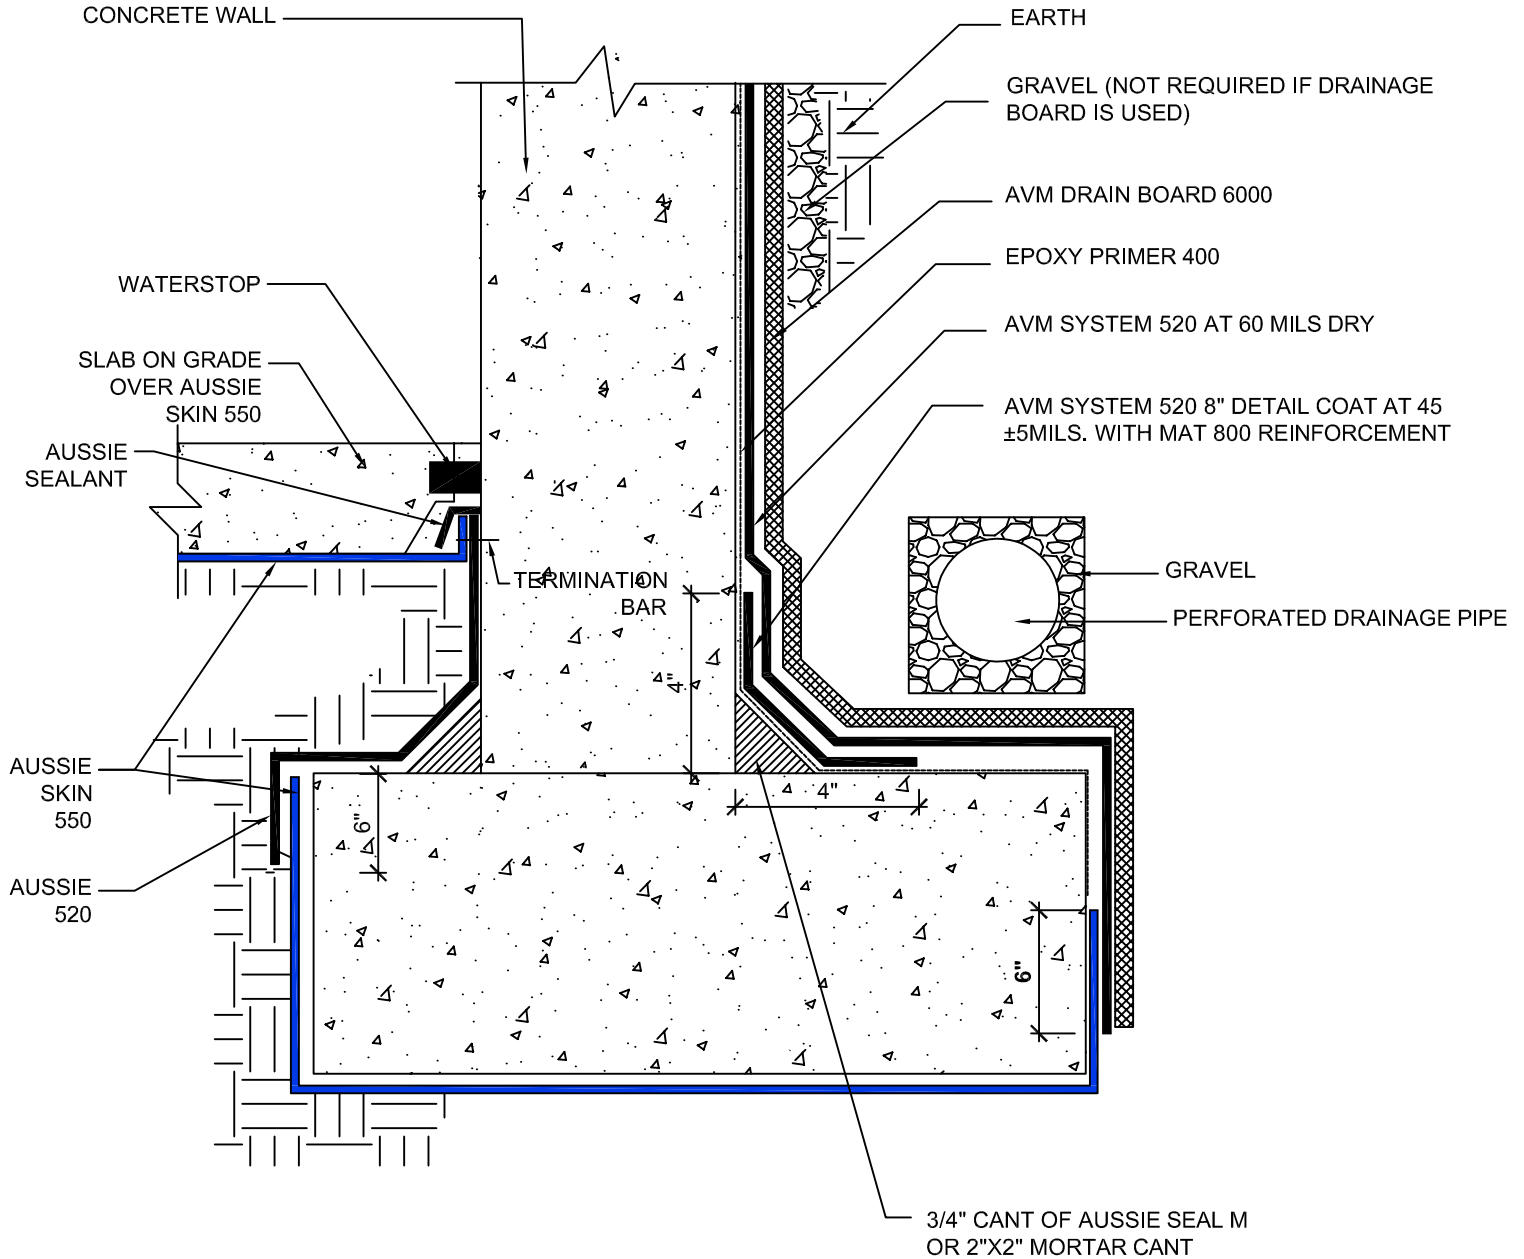 CONCRETE WALL
EARTH
GRAVEL (NOT REQUIRED IF DRAINAGE
BOARD IS USED)
AVM DRAIN BOARD 6000
EPOXY PRIMER 400
WATERSTOP
AVM SYSTEM 520 AT 60 MILS DRY
SLAB ON GRADE
OVER AUSSIE
SKIN 550
AVM SYSTEM 520 8" DETAIL COAT AT 45
±5MILS. WITH MAT 800 REINFORCEMENT
AUSSIE
SEALANT
TERMINATION
BAR
GRAVEL
PERFORATED DRAINAGE PIPE
4"
AUSSIE
SKIN
550
4"
6"
AUSSIE
520
6"
3/4" CANT OF AUSSIE SEAL M
OR 2"X2" MORTAR CANT